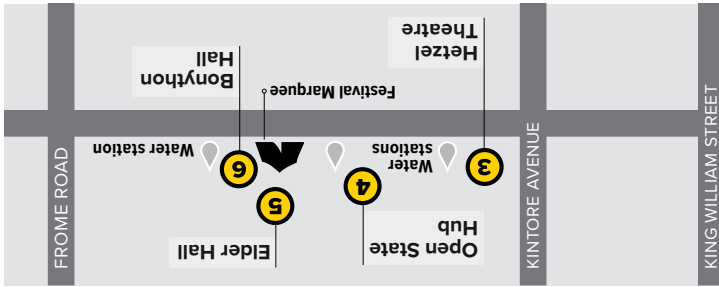 KING WILLIAM STREET
KINTORE AVENUE
FROME ROAD
Open State
Hub
Elder Hall
5
4
3
6
Water
stations
Water station
Festival Marquee
Hetzel
Theatre
Bonython
Hall